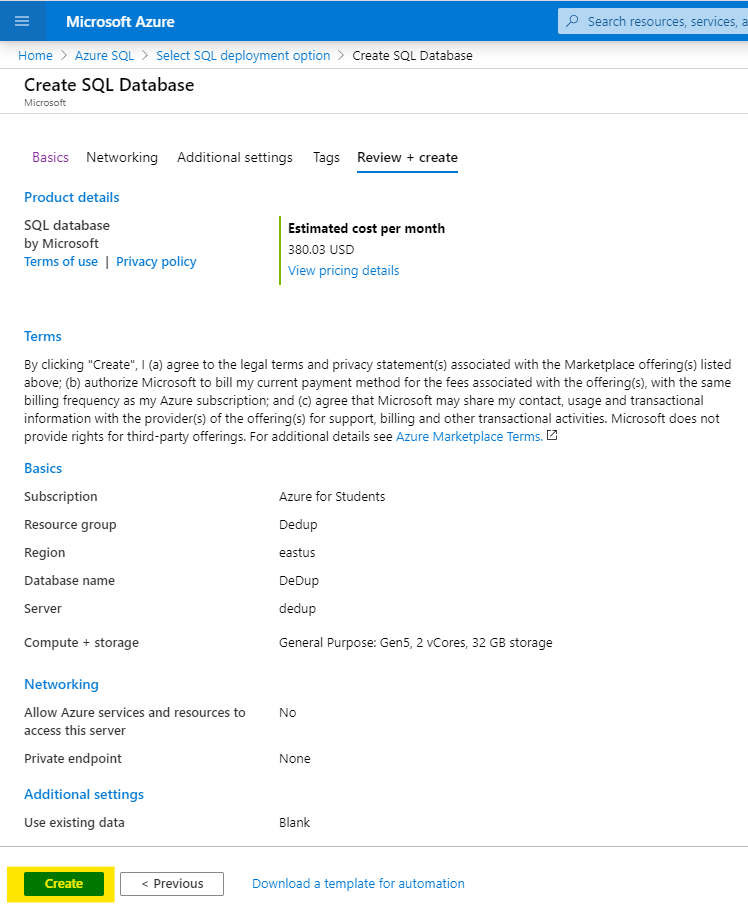 Microsoft Azure
Search resources, services, a
Home > Azure SQL > Select SQL deployment option > Create SQL Database
Create SQL Database
Microsoft
Basics Networking Additional settings Tags Review + create
Product details
SQL database
by Microsoft
Terms of use | Privacy policy
Estimated cost per month
380.03 USD
View pricing details
Terms
By clicking "Create", I (a) agree to the legal terms and privacy statement(s) associated with the Marketplace offering(s) listed
above; (b) authorize Microsoft to bill my current payment method for the fees associated with the offering(s), with the same
billing frequency as my Azure subscription; and (c) agree that Microsoft may share my contact, usage and transactional
information with the provider(s) of the offering(s) for support, billing and other transactional activities. Microsoft does not
provide rights for third-party offerings. For additional details see Azure Marketplace Terms.
Basics
Subscription Azure for Students
Resource group Dedup
Region eastus
Database name DeDup
Server dedup
Compute + storage General Purpose: Gen5, 2 vCores, 32 GB storage
Networking
Allow Azure services and resources to
access this server
No
Private endpoint None
Additional settings
Use existing data Blank
Create < Previous Download a template for automation